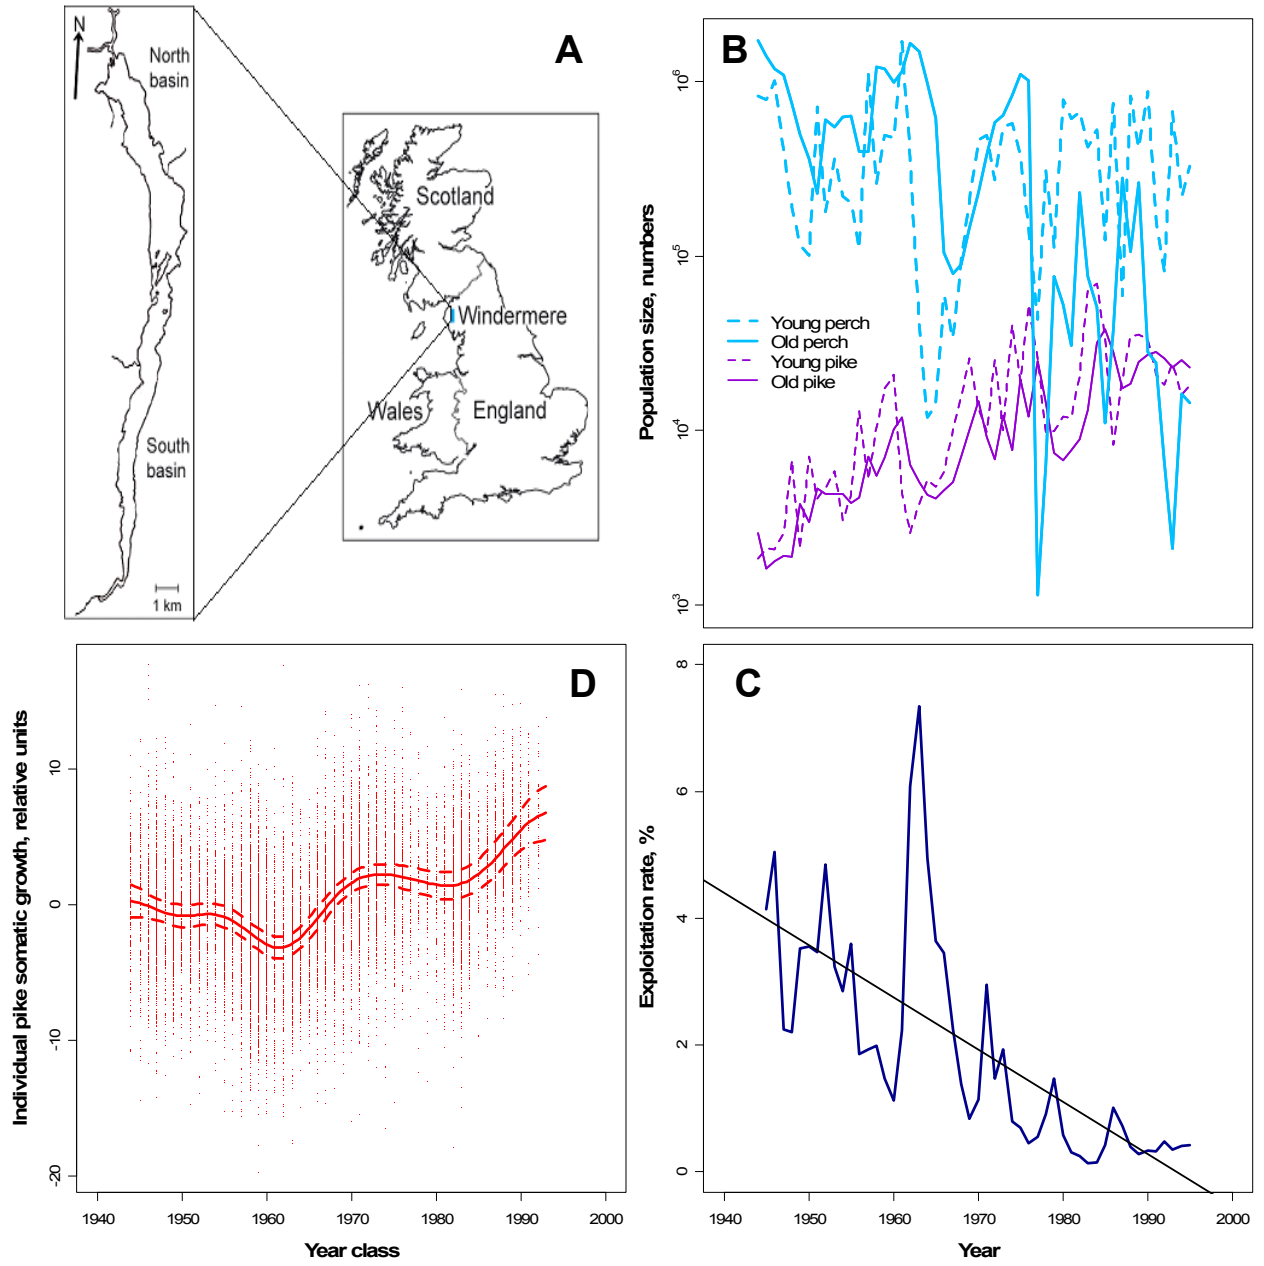 A
N
North
basin
South
basin
1 km
Scotland
Windermere
Wales
England
B
Population size, numbers
10^6
10^5
10^4
10^3
Young perch
Old perch
Young pike
Old pike
D
Individual pike somatic growth, relative units
10
0
-10
-20
1940 1950 1960 1970 1980 1990 2000
Year class
C
Exploitation rate, %
8
6
4
2
0
1940 1950 1960 1970 1980 1990 2000
Year